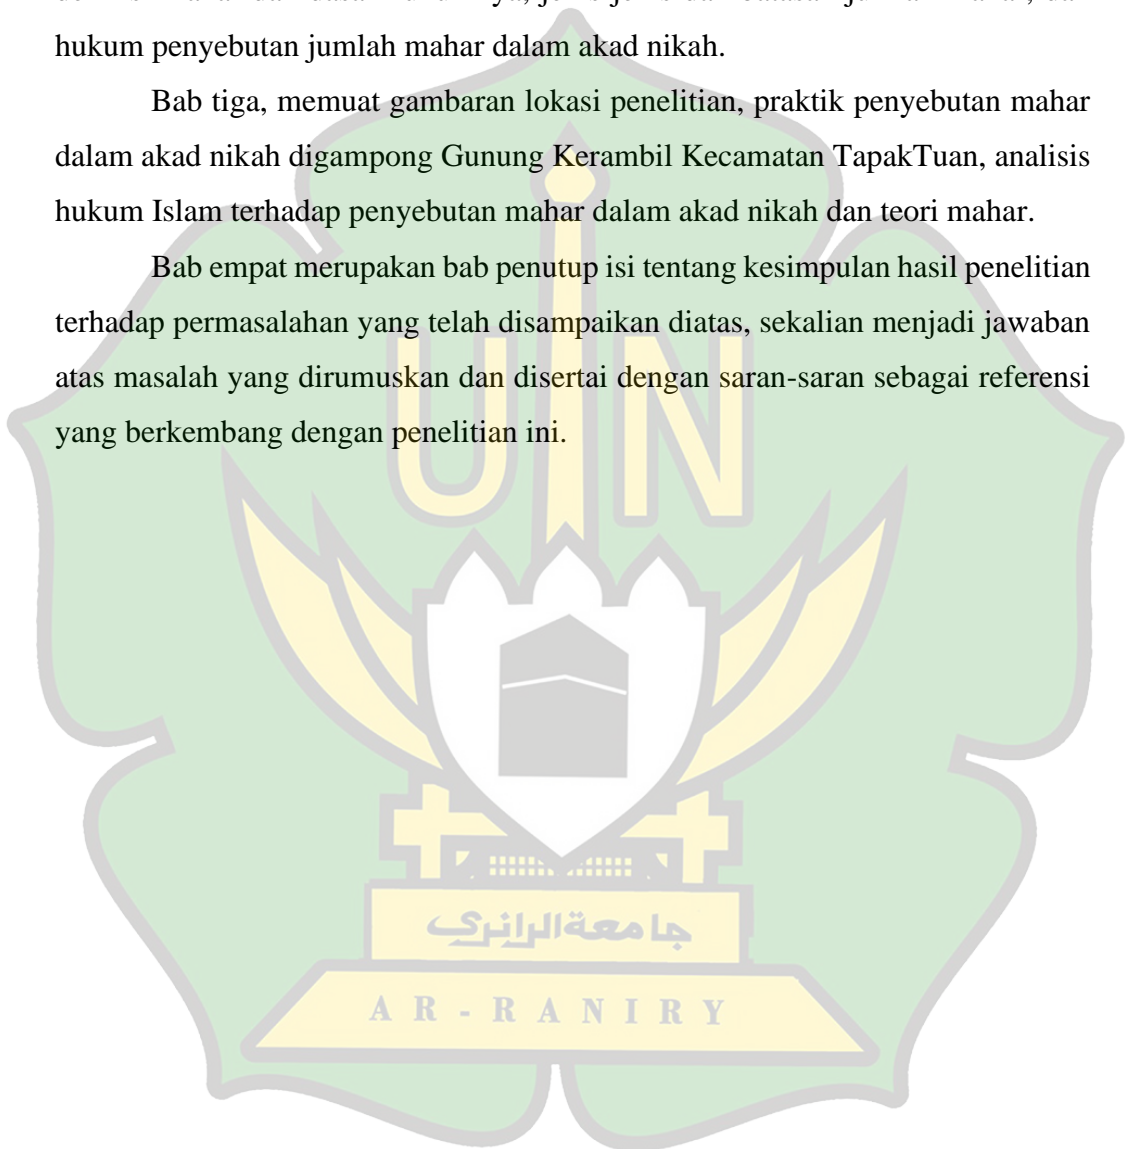 hukum penyebutan jumlah mahar dalam akad nikah.
Bab tiga, memuat gambaran lokasi penelitian, praktik penyebutan mahar
dalam akad nikah digampong Gunung Kerambil Kecamatan TapakTuan, analisis
hukum Islam terhadap penyebutan mahar dalam akad nikah dan teori mahar.
Bab empat merupakan bab penutup isi tentang kesimpulan hasil penelitian
terhadap permasalahan yang telah disampaikan diatas, sekalian menjadi jawaban
atas masalah yang dirumuskan dan disertai dengan saran-saran sebagai referensi
yang berkembang dengan penelitian ini.
UIN
جامعة الرانري
AR-RANIRY